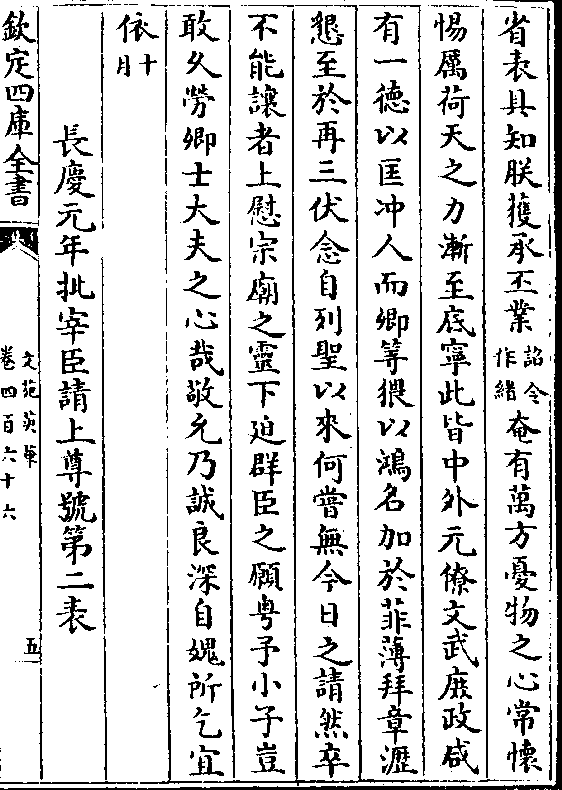 省表具知朕獲承丕業詔令作緒奄有萬方憂物之心常懷
惕厲荷天之力漸至底寧此皆中外元僚文武庶政咸
有一德以匡冲人而卿等猥以鴻名加於菲薄拜章瀝
懇至於再三伏念自列聖以來何嘗無今日之請然卒
不能讓者上慰宗廟之靈下迫群臣之願粤予小子豈
敢久勞卿士大夫之心哉敬允乃誠良深自媿所乞宜
依十月
長慶元年批宰臣請上尊號第二表
欽定四庫全書
文苑英華
卷四百六十六
五